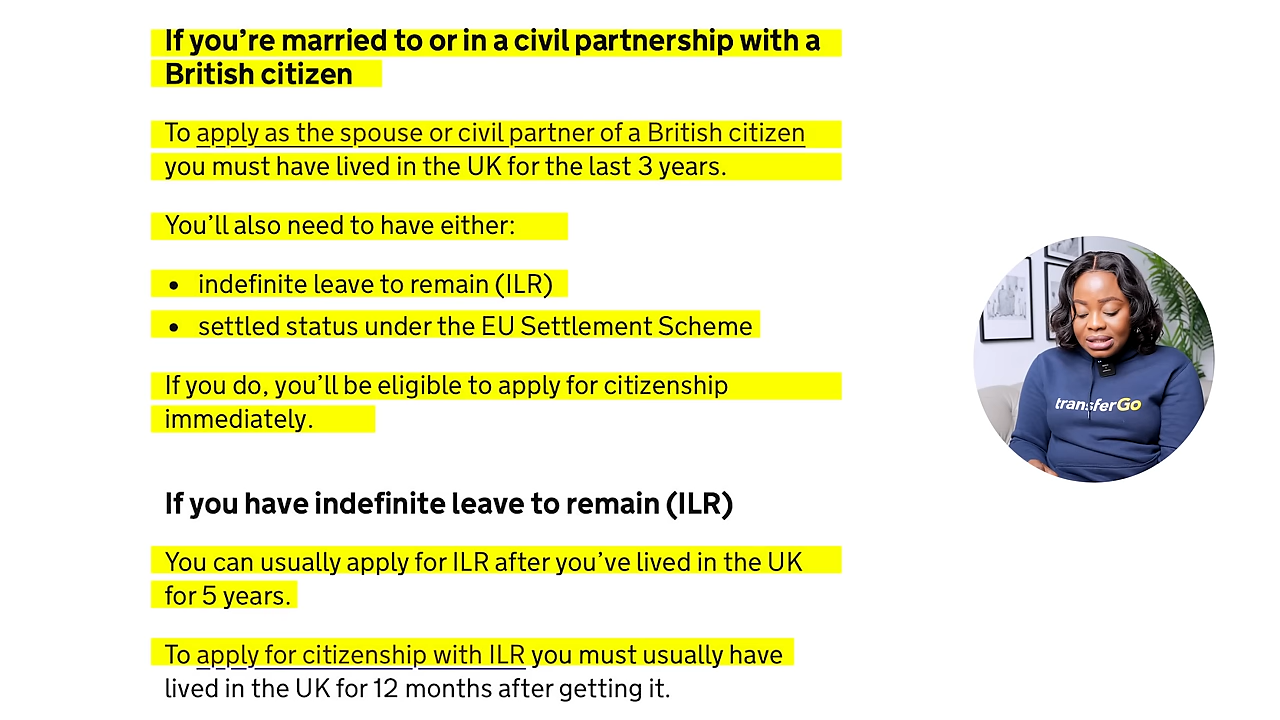 If you’re married to or in a civil partnership with a
British citizen
To apply as the spouse or civil partner of a British citizen
you must have lived in the UK for the last 3 years.
You’ll also need to have either:
• indefinite leave to remain (ILR)
• settled status under the EU Settlement Scheme
If you do, you’ll be eligible to apply for citizenship
immediately.
If you have indefinite leave to remain (ILR)
You can usually apply for ILR after you’ve lived in the UK
for 5 years.
To apply for citizenship with ILR you must usually have
lived in the UK for 12 months after getting it.
transferGo